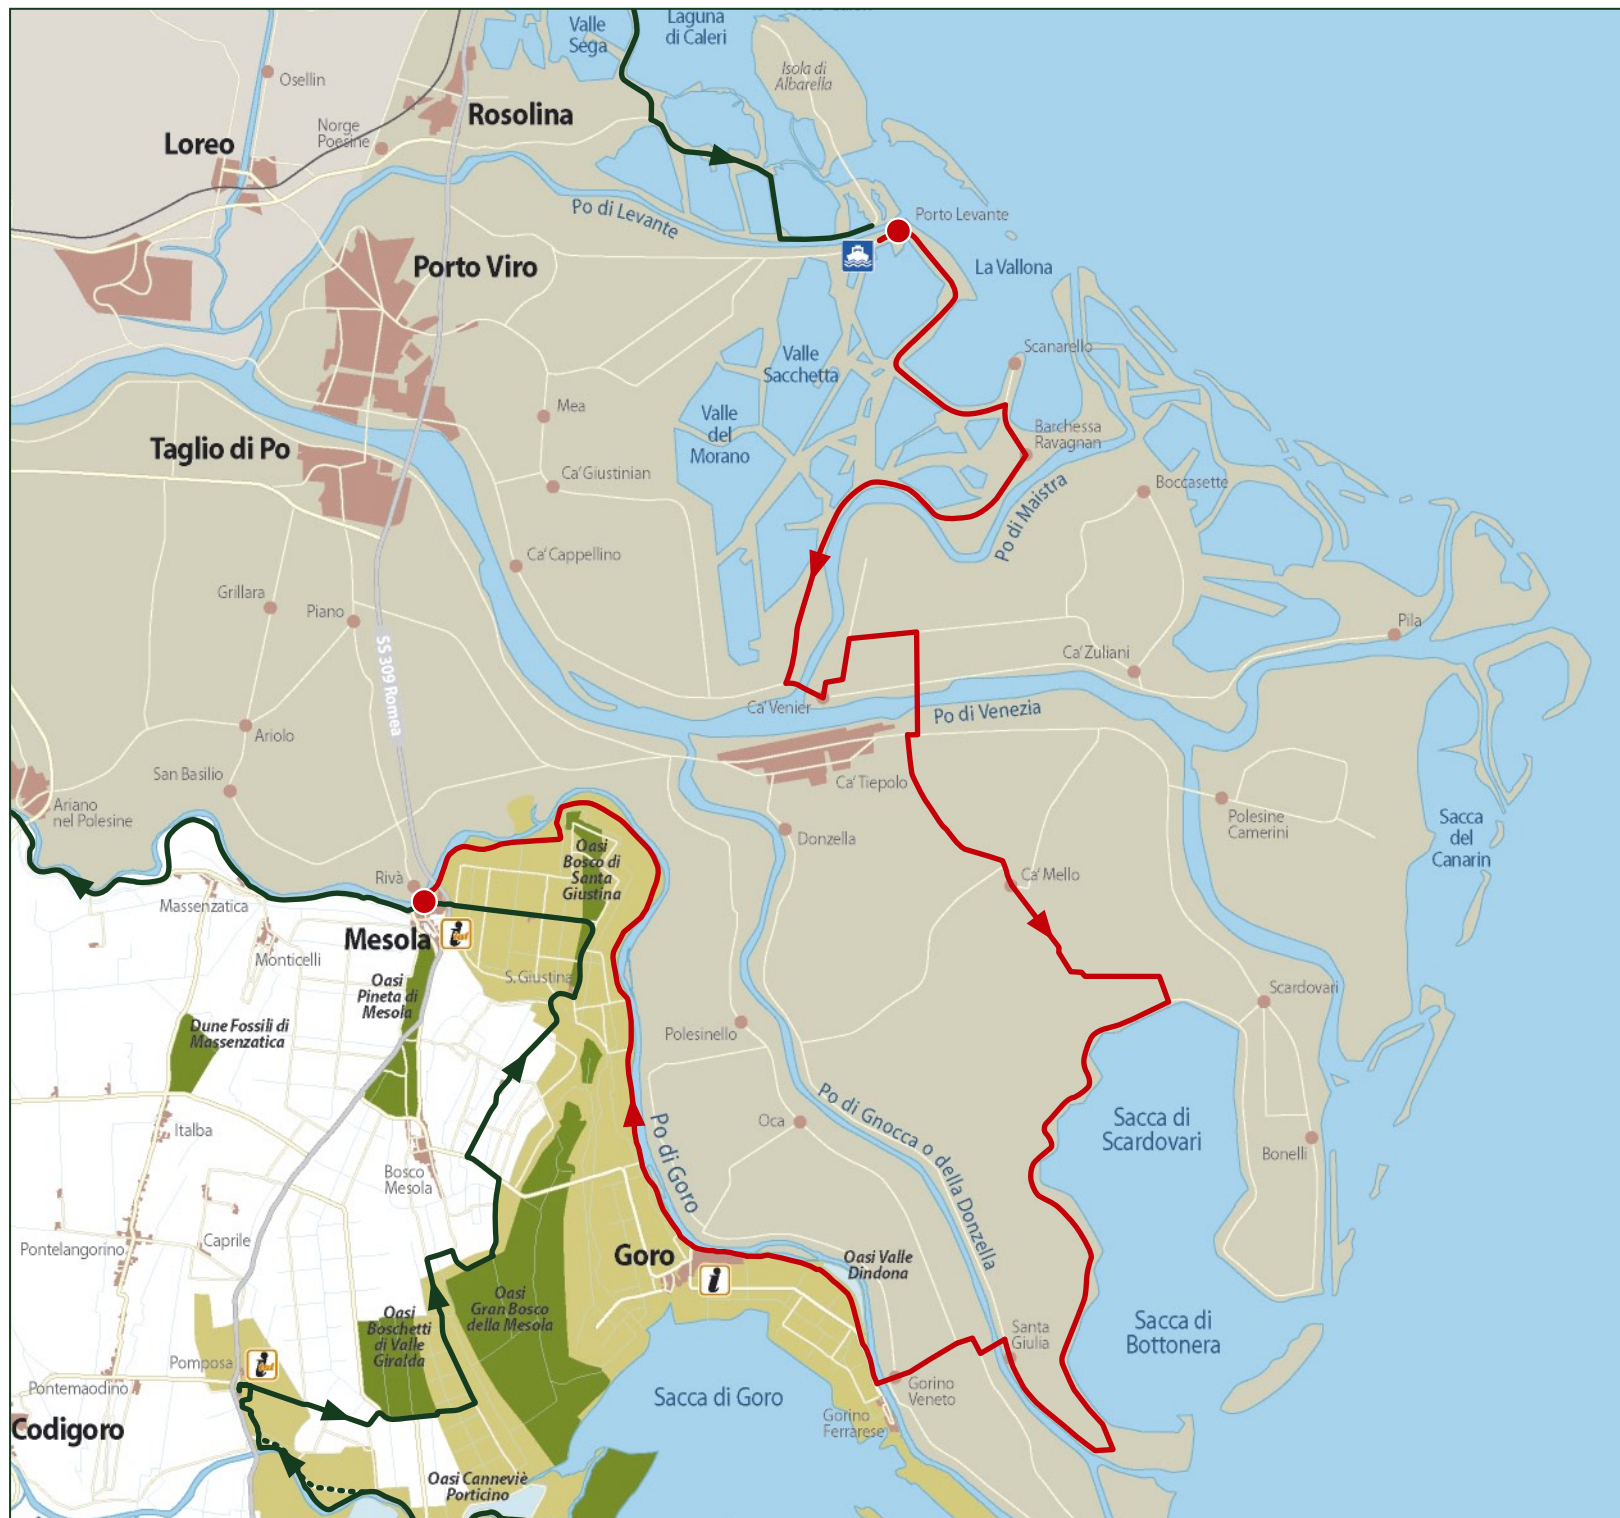 Valle
Sega
Laguna
di Caleri
Isola di
Albarella
Osellin
Rosolina
Norge
Poesine
Loreo
Po di Levante
Porto Levante
Porto Viro
La Vallona
Scanarello
Valle
Sacchetta
Mea
Valle
del
Morano
Barchessa
Ravagnan
Taglio di Po
Ca' Giustinian
Boccasette
Po di Maistra
Ca' Cappellino
Grillara
Piano
SS 309 Romea
Pila
Ca' Zuliani
Ca' Venier
Po di Venezia
Ariolo
San Basilio
Ca' Tiepolo
Ariano
nel Polesine
Polesine
Camerini
Sacca
del
Canarin
Donzella
Oasi
Bosco di
Santa
Giustina
Rivà
Ca' Mello
Massenzatica
Mesola
Monticelli
Oasi
Pineta di
Mesola
S. Giustina
Scardovari
Dune Fossili di
Massenzatica
Polesinello
Po di Gnocca o della Donzella
Sacca di
Scardovari
Italba
Po di Goro
Oca
Bonelli
Bosco
Mesola
Pontelangorino
Caprile
Goro
Oasi Valle
Dindona
Oasi
Gran Bosco
della Mesola
Oasi
Boschetti
di Valle
Giralda
Santa
Giulia
Sacca di
Bottonera
Pomposa
Pontemaodino
Sacca di Goro
Gorino
Veneto
Gorino
Ferrarese
Codigoro
Oasi Canneviè
Porticino